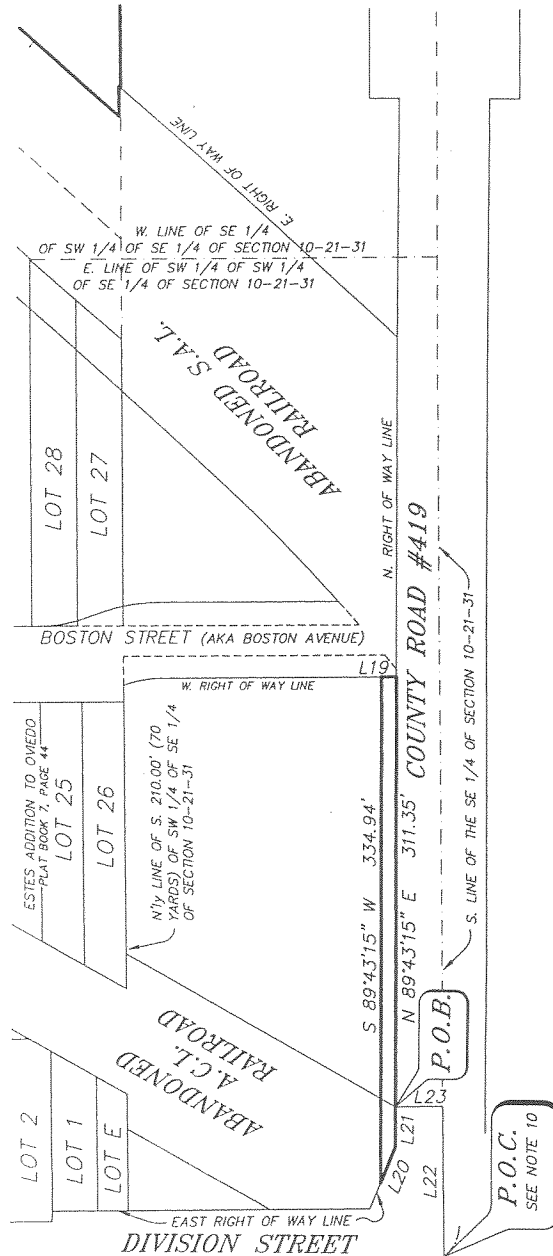 E. RIGHT OF WAY LINE
W. LINE OF SE 1/4
OF SW 1/4 OF SE 1/4 OF SECTION 10-21-31
E. LINE OF SW 1/4 OF SW 1/4
OF SE 1/4 OF SECTION 10-21-31
ABANDONED S.A.L.
RAILROAD
LOT 28
LOT 27
N. RIGHT OF WAY LINE
COUNTY ROAD #419
S. LINE OF THE SE 1/4 OF SECTION 10-21-31
BOSTON STREET (AKA BOSTON AVENUE)
L19
W. RIGHT OF WAY LINE
ESTES ADDITION TO OVIEDO
PLAT BOOK 7, PAGE 44
LOT 25
LOT 26
N'ly LINE OF S. 210.00' (70
YARDS) OF SW 1/4 OF SE 1/4
OF SECTION 10-21-31
S 89°43'15" W 334.94'
N 89°43'15" E 311.35'
ABANDONED
A.C.L.
RAILROAD
P.O.B.
L23
L21
L20
L22
P.O.C.
SEE NOTE 10
LOT 2
LOT 1
LOT E
EAST RIGHT OF WAY LINE
DIVISION STREET